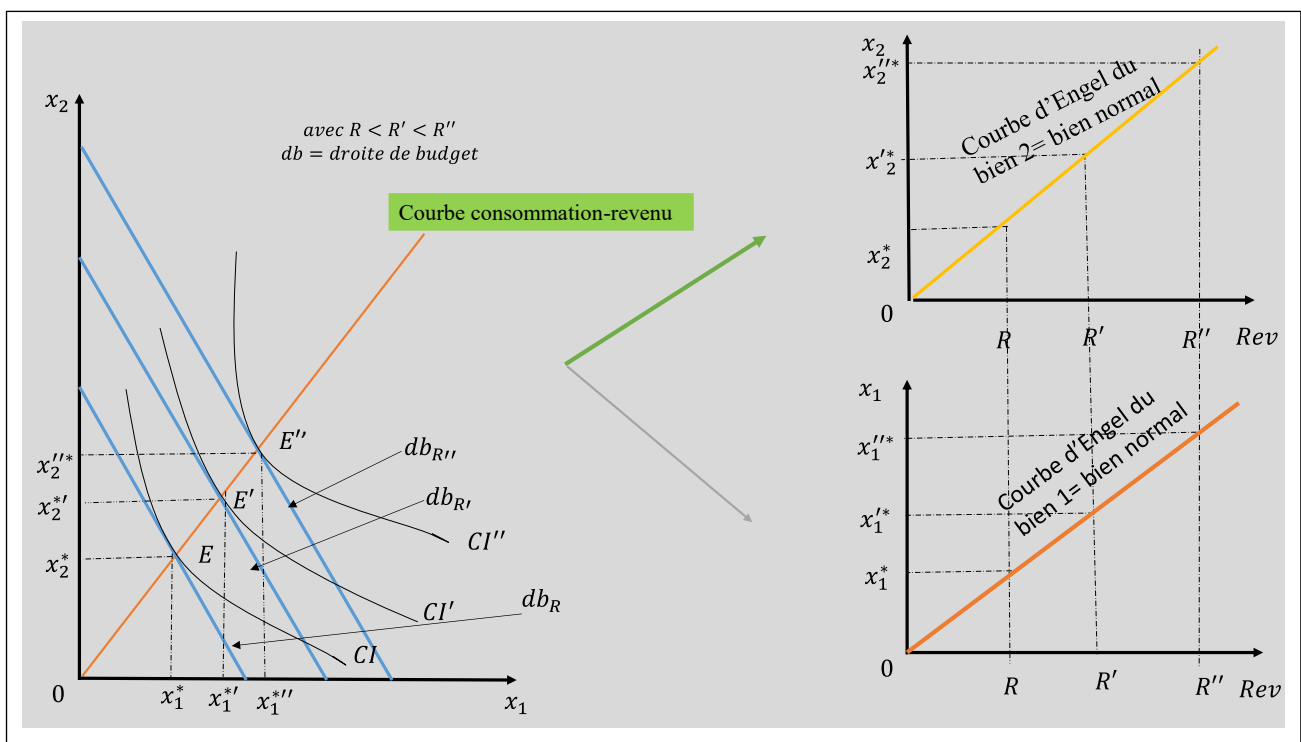 x₂
avec R < R′ < R″
db = droite de budget
Courbe consommation-revenu
E″
x₂″*
db_R″
x₂*′
E′
db_R′
CI″
x₂*
E
CI′
db_R
CI
0
x₁*
x₁*′
x₁*″
x₁
x₂
x₂″*
Courbe d’Engel du
bien 2= bien normal
x₂′*
x₂*
0
R
R′
R″
Rev
x₁
x₁″*
Courbe d’Engel du
bien 1= bien normal
x₁′*
x₁*
0
R
R′
R″
Rev